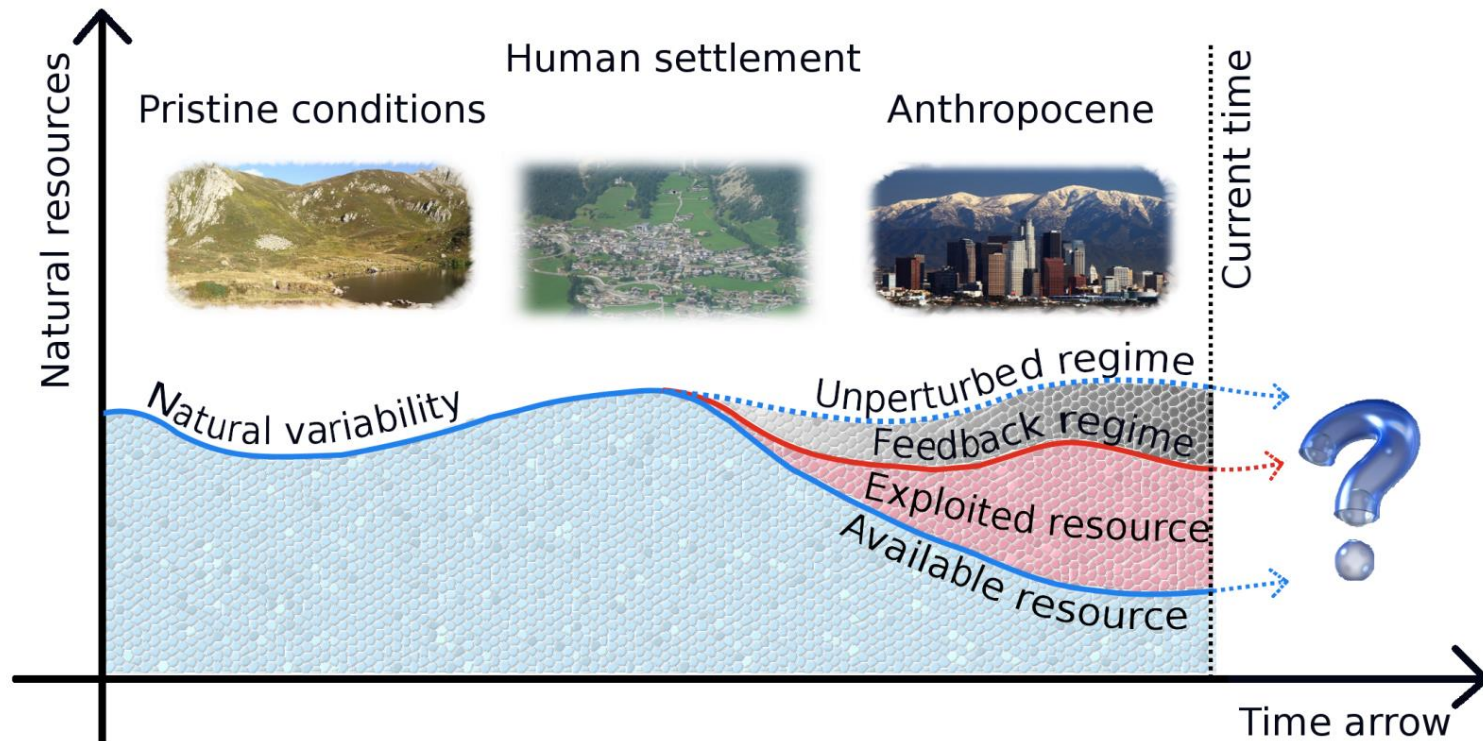 Natural resources
Human settlement
Pristine conditions
Anthropocene
Current time
Natural variability
Unperturbed regime
Feedback regime
Exploited resource
Available resource
?
Time arrow